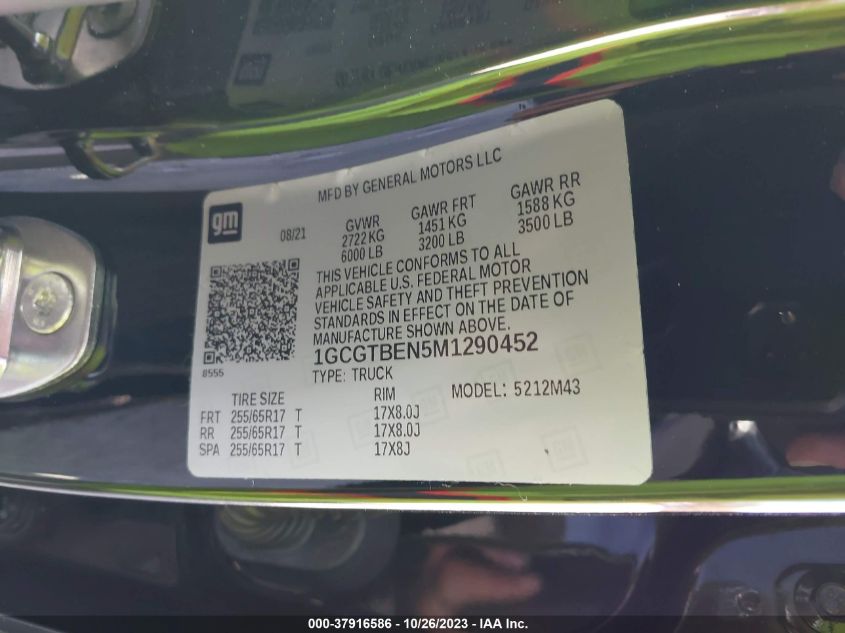 MFD BY GENERAL MOTORS LLC
gm
08/21
GVWR GAWR FRT GAWR RR
2722 KG 1451 KG 1588 KG
6000 LB 3200 LB 3500 LB
THIS VEHICLE CONFORMS TO ALL
APPLICABLE U.S. FEDERAL MOTOR
VEHICLE SAFETY AND THEFT PREVENTION
STANDARDS IN EFFECT ON THE DATE OF
MANUFACTURE SHOWN ABOVE.
1GCGTBEN5M1290452
8555
TYPE: TRUCK
TIRE SIZE RIM MODEL: 5212M43
FRT 255/65R17 T 17X8.0J
RR 255/65R17 T 17X8.0J
SPA 255/65R17 T 17X8J
000-37916586 - 10/26/2023 - IAA Inc.